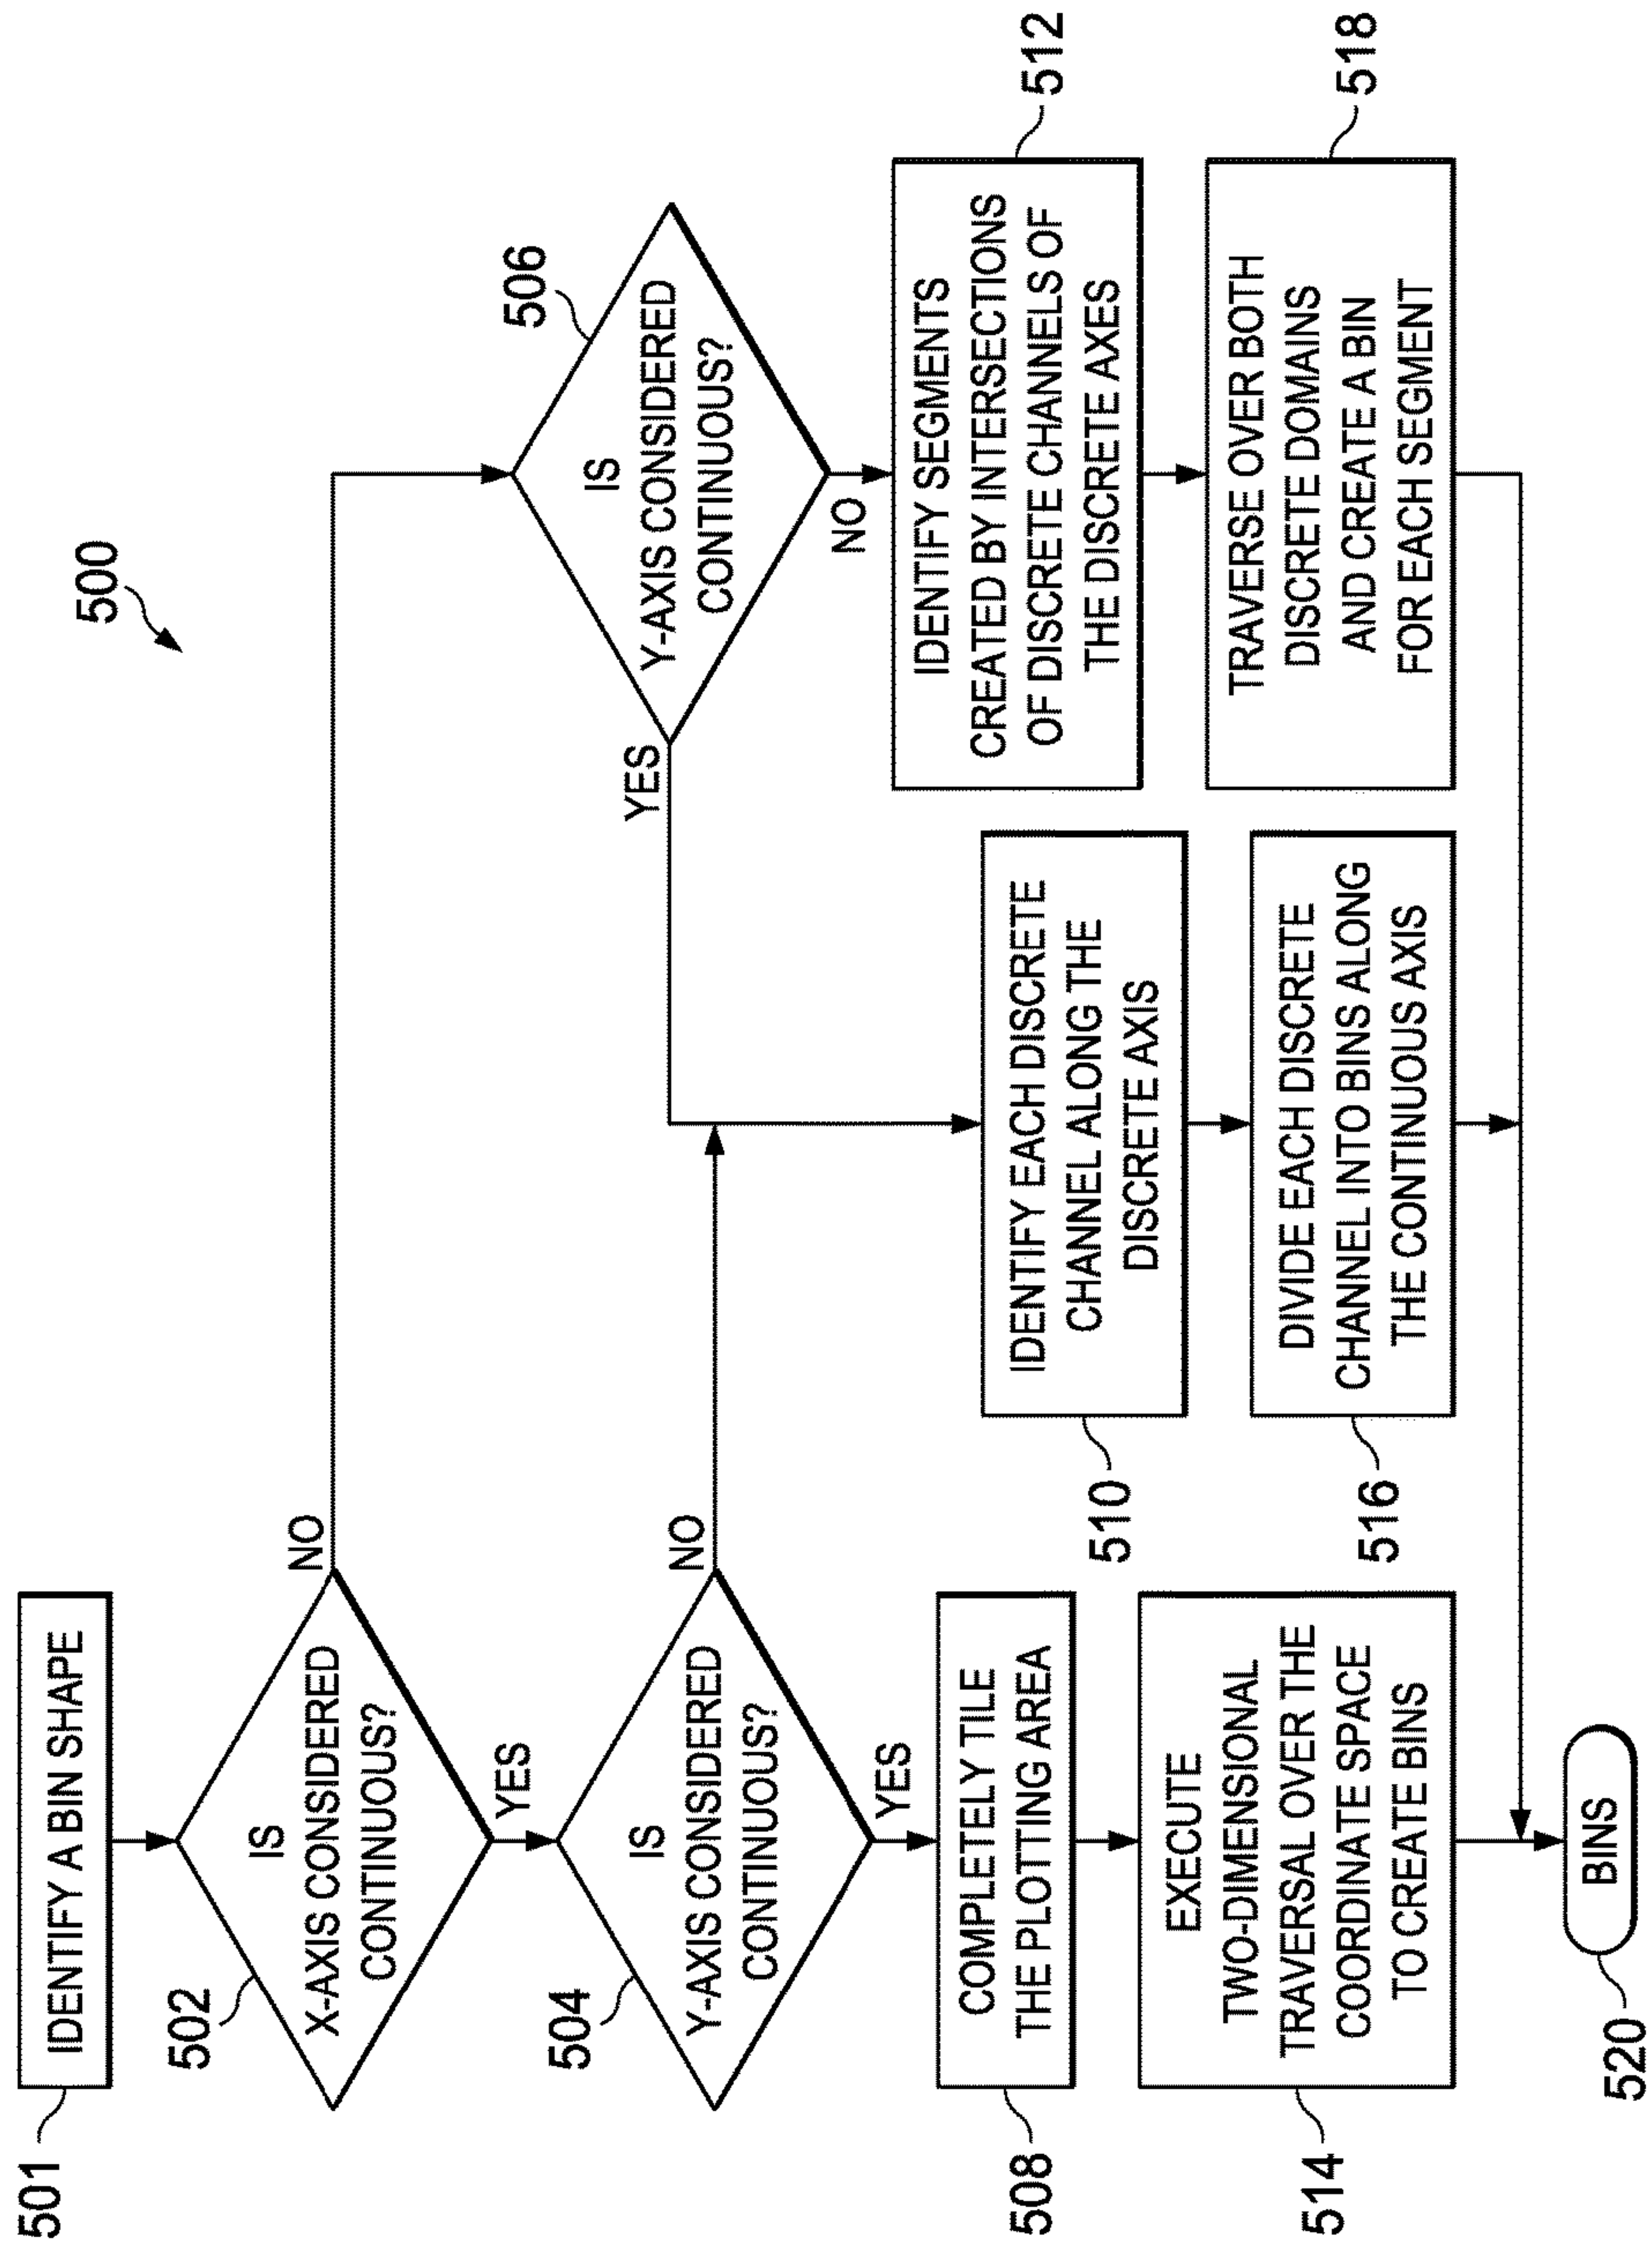 500
501
IDENTIFY A BIN SHAPE
502
IS
X-AXIS CONSIDERED
CONTINUOUS?
NO
YES
504
IS
Y-AXIS CONSIDERED
CONTINUOUS?
NO
YES
506
IS
Y-AXIS CONSIDERED
CONTINUOUS?
YES
NO
508
COMPLETELY TILE
THE PLOTTING AREA
510
IDENTIFY EACH DISCRETE
CHANNEL ALONG THE
DISCRETE AXIS
512
IDENTIFY SEGMENTS
CREATED BY INTERSECTIONS
OF DISCRETE CHANNELS OF
THE DISCRETE AXES
514
EXECUTE
TWO-DIMENSIONAL
TRAVERSAL OVER THE
COORDINATE SPACE
TO CREATE BINS
516
DIVIDE EACH DISCRETE
CHANNEL INTO BINS ALONG
THE CONTINUOUS AXIS
518
TRAVERSE OVER BOTH
DISCRETE DOMAINS
AND CREATE A BIN
FOR EACH SEGMENT
520
BINS